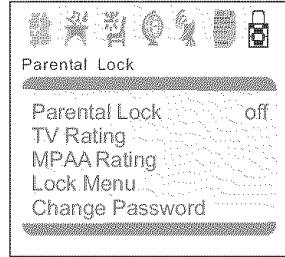 Parental Lock
Parental Lock off
TV Rating
MPAA Rating
Lock Menu
Change Password